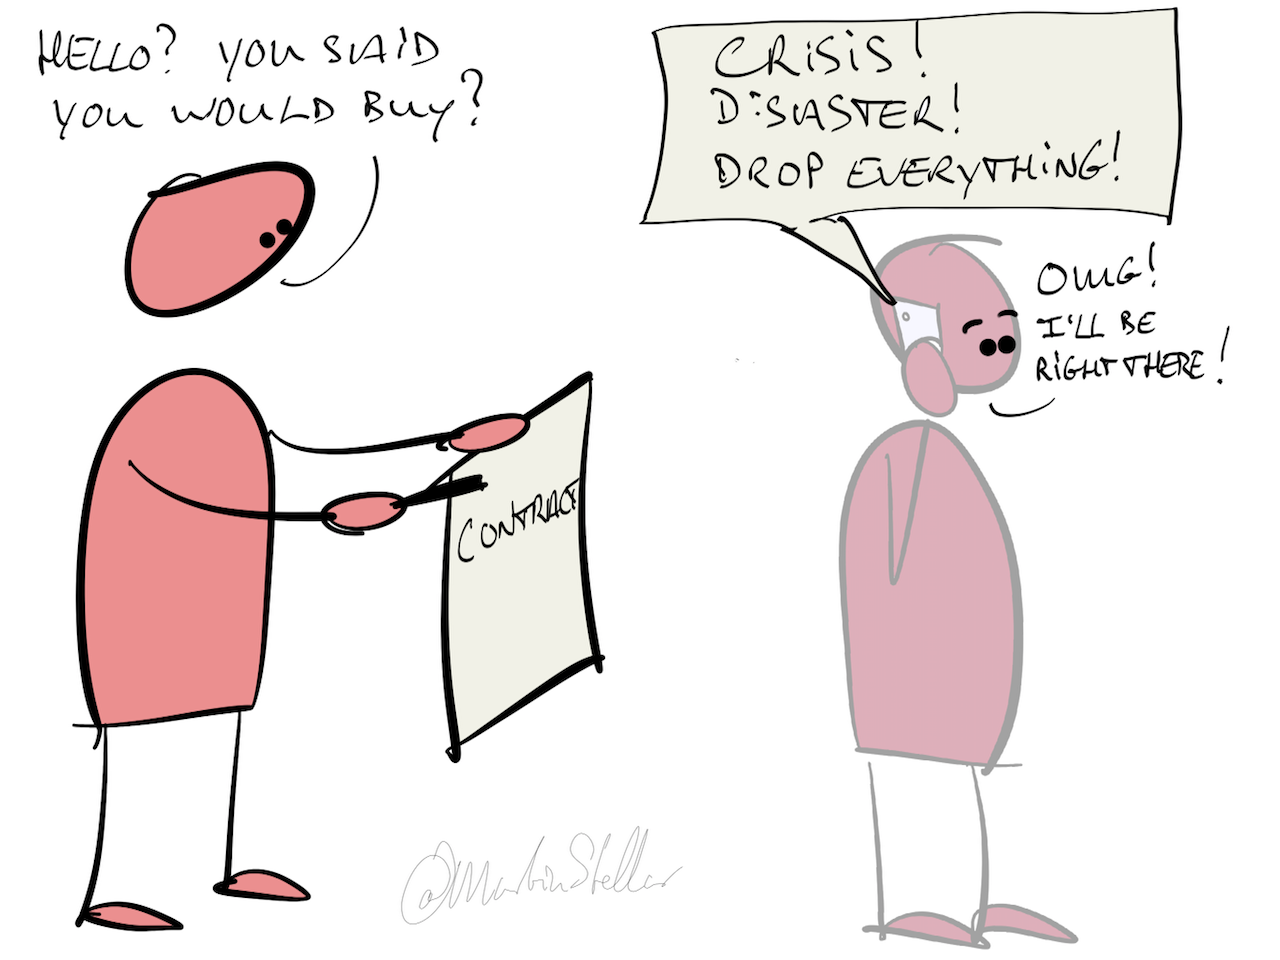 HELLO? YOU SAID
YOU WOULD BUY?
CRISIS!
DISASTER!
DROP EVERYTHING!
OMG!
I'LL BE
RIGHT THERE!
CONTRACT
@MartinStellar